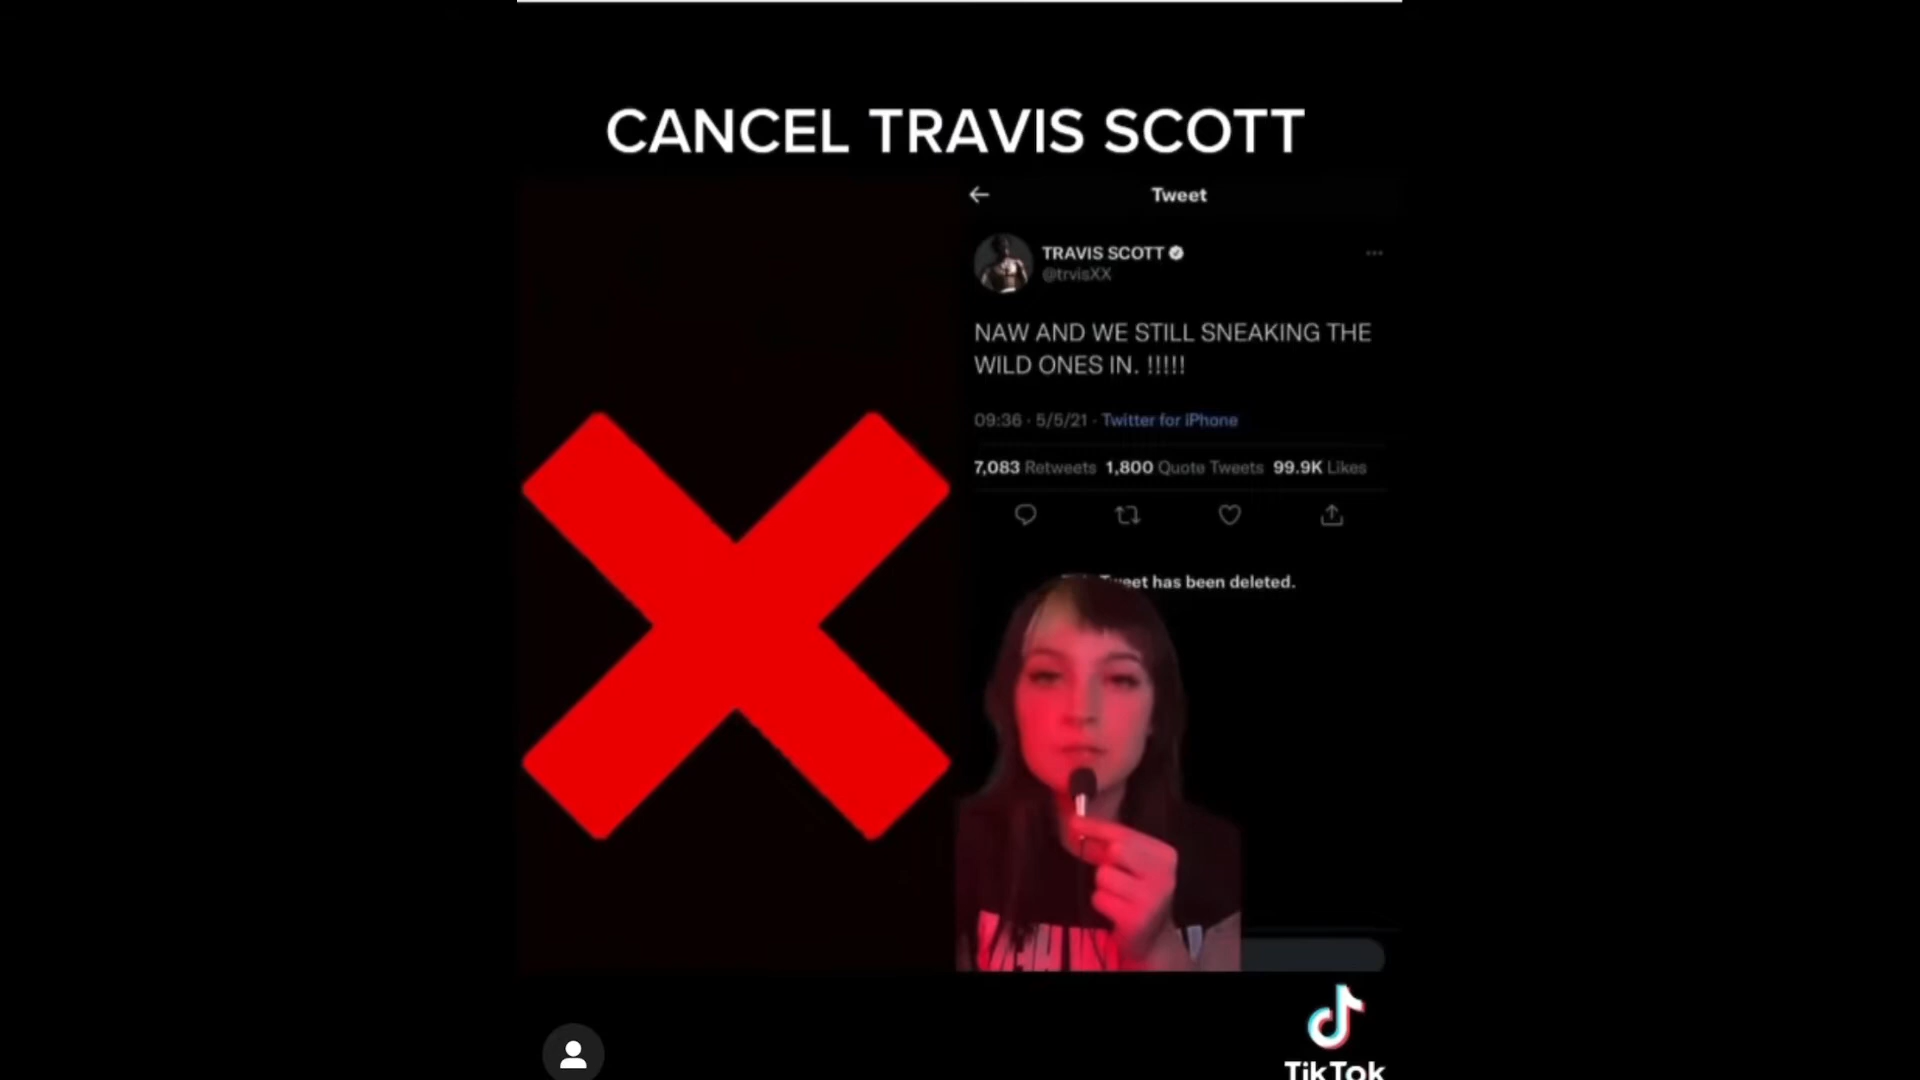 CANCEL TRAVIS SCOTT
Tweet
TRAVIS SCOTT
@trvisXX
NAW AND WE STILL SNEAKING THE
WILD ONES IN. !!!!!
09:36 · 5/5/21 · Twitter for iPhone
7,083 Retweets 1,800 Quote Tweets 99.9K Likes
Tweet has been deleted.
TikTok